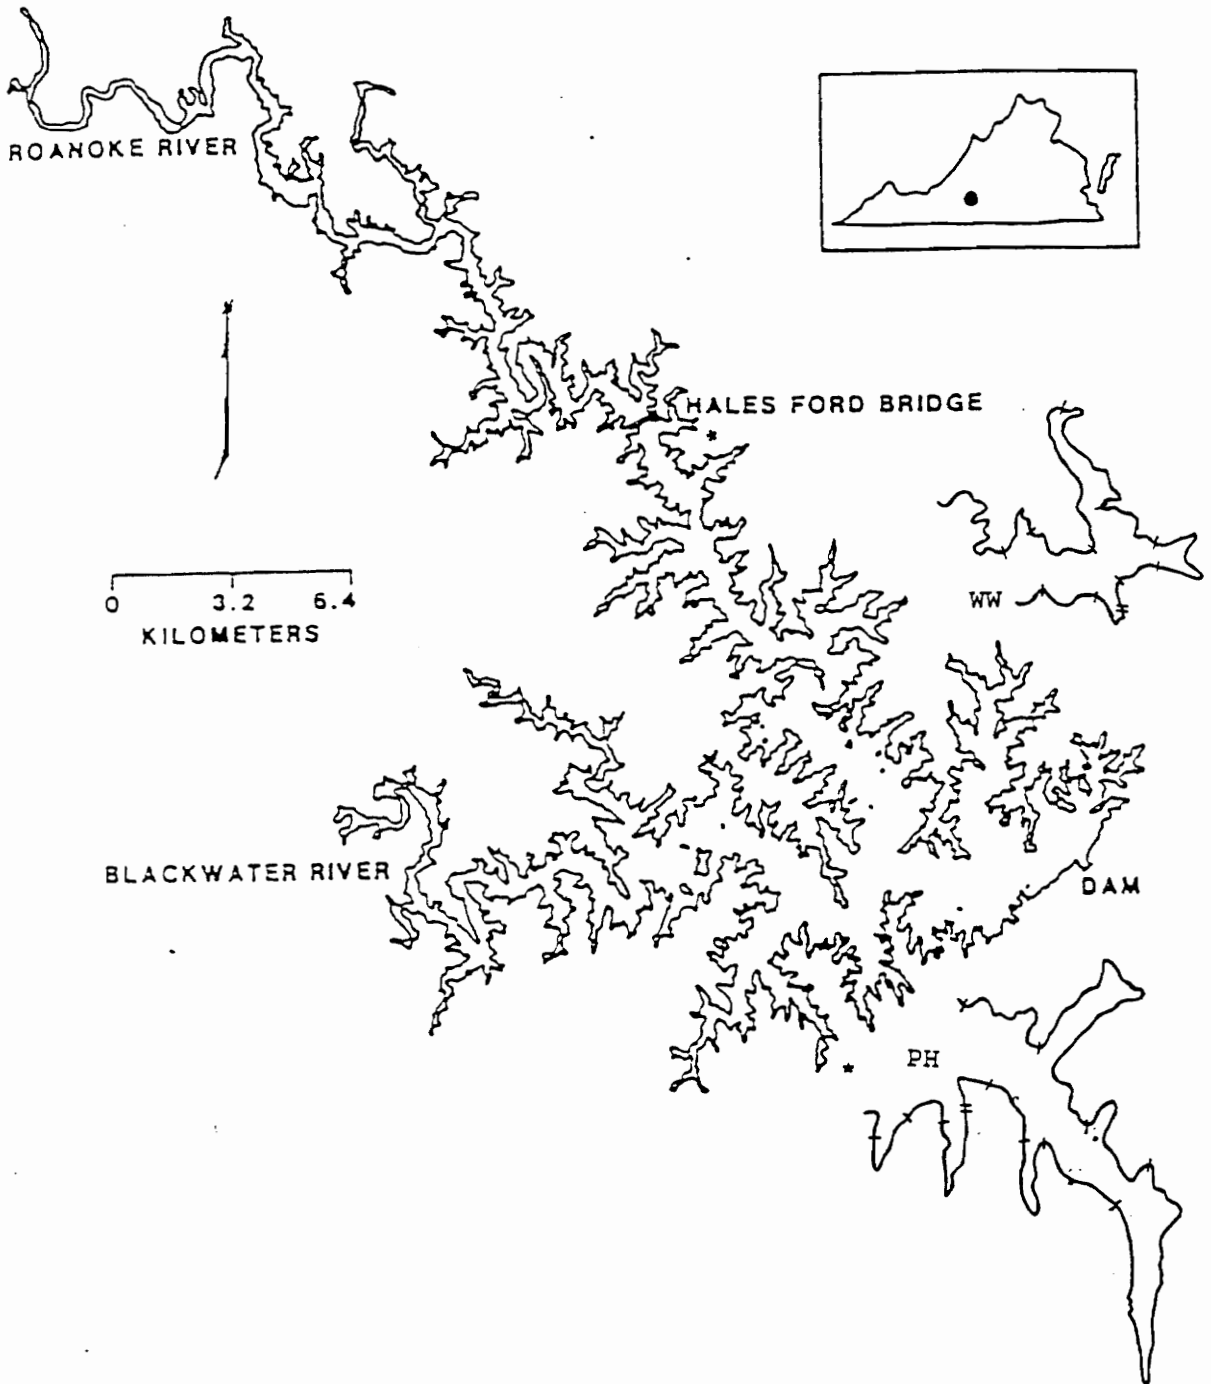 ROANOKE RIVER
HALES FORD BRIDGE
*
0 3.2 6.4
KILOMETERS
WW
BLACKWATER RIVER
DAM
PH
*